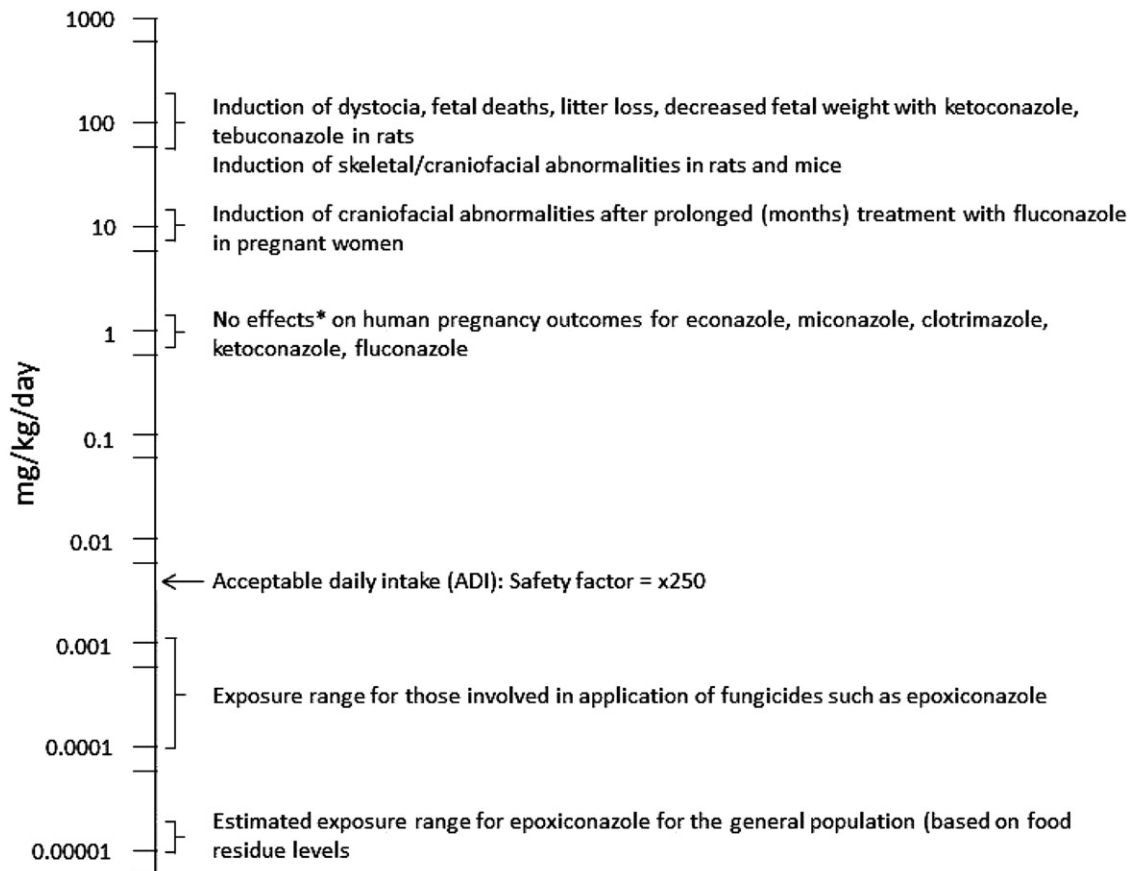 1000
Induction of dystocia, fetal deaths, litter loss, decreased fetal weight with ketoconazole,
100
tebuconazole in rats
Induction of skeletal/craniofacial abnormalities in rats and mice
Induction of craniofacial abnormalities after prolonged (months) treatment with fluconazole
10
in pregnant women
No effects* on human pregnancy outcomes for econazole, miconazole, clotrimazole,
1
ketoconazole, fluconazole
mg/kg/day
0.1
0.01
Acceptable daily intake (ADI): Safety factor = x250
0.001
Exposure range for those involved in application of fungicides such as epoxiconazole
0.0001
Estimated exposure range for epoxiconazole for the general population (based on food
0.00001
residue levels